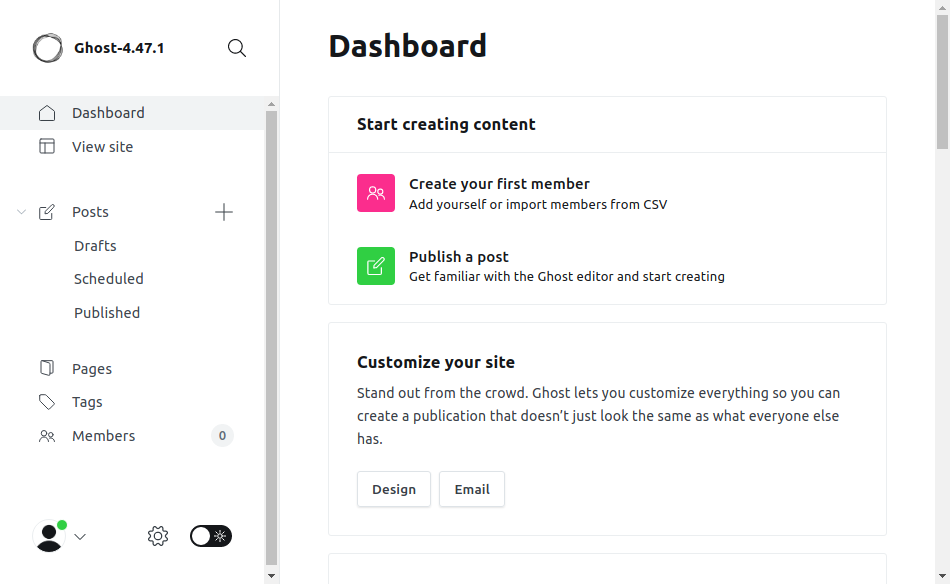 Ghost-4.47.1
Dashboard
View site
Posts
Drafts
Scheduled
Published
Pages
Tags
Members
0
Dashboard
Start creating content
Create your first member
Add yourself or import members from CSV
Publish a post
Get familiar with the Ghost editor and start creating
Customize your site
Stand out from the crowd. Ghost lets you customize everything so you can
create a publication that doesn’t just look the same as what everyone else
has.
Design
Email